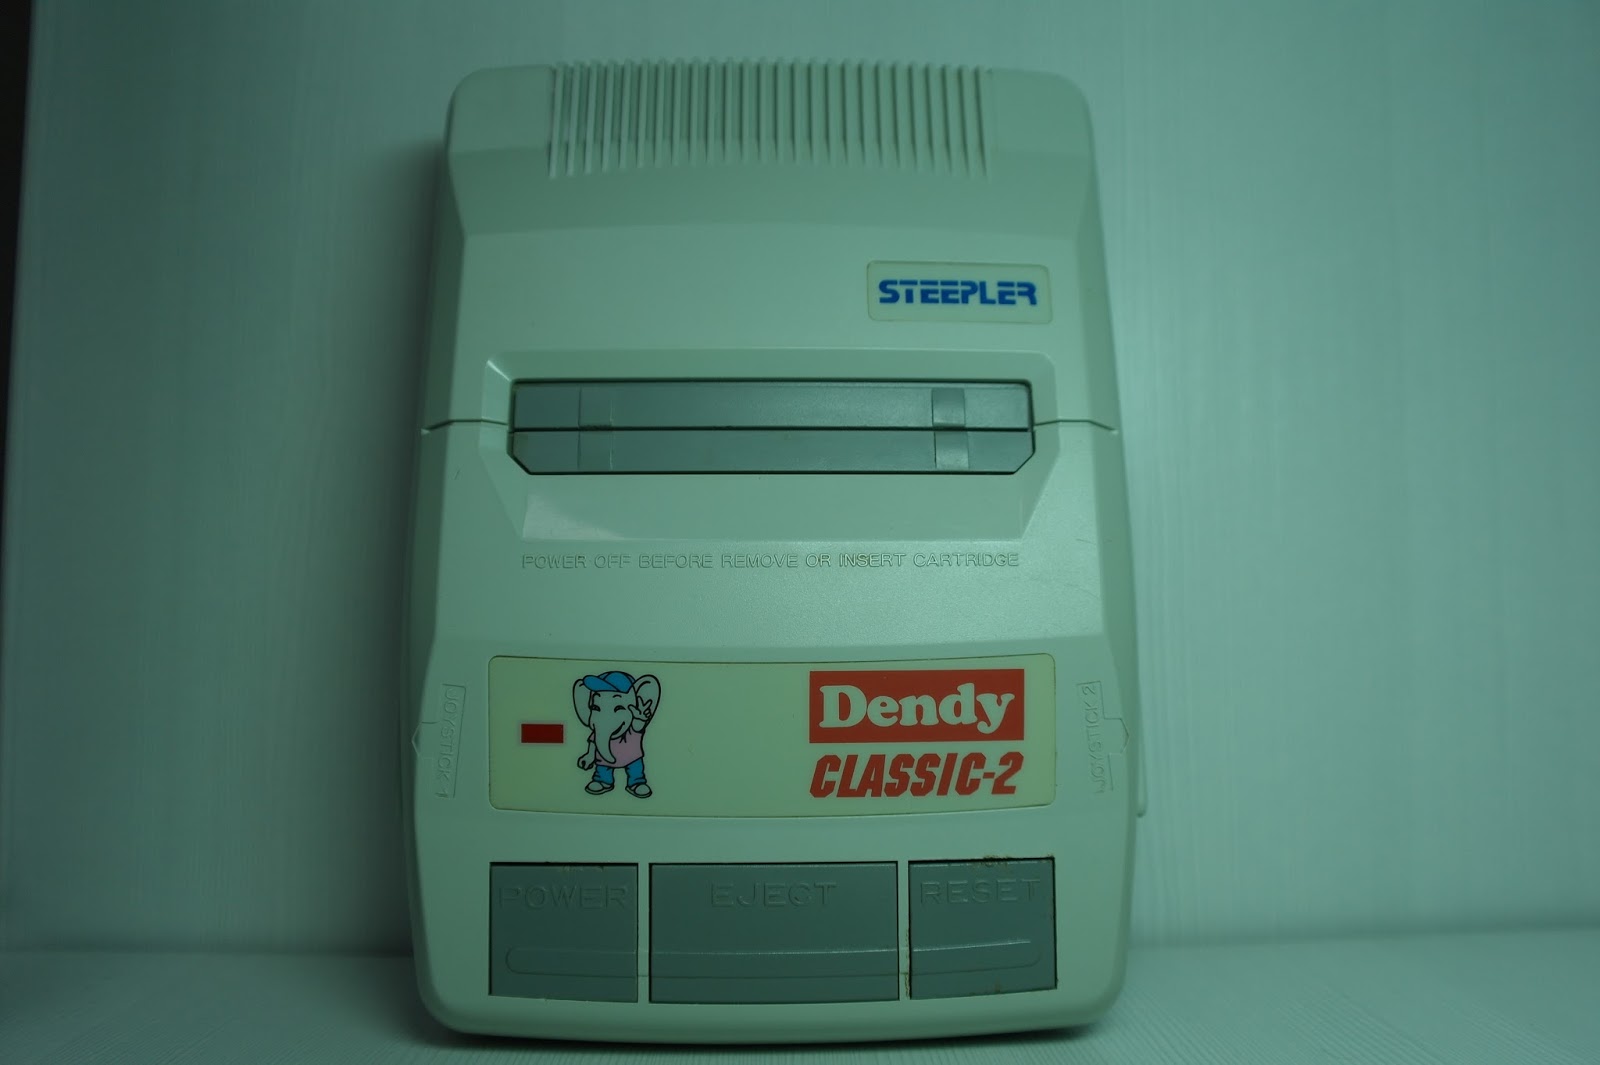 STEEPLER
POWER OFF BEFORE REMOVE OR INSERT CARTRIDGE
JOYSTICK 1
Dendy
CLASSIC-2
JOYSTICK 2
POWER
EJECT
RESET